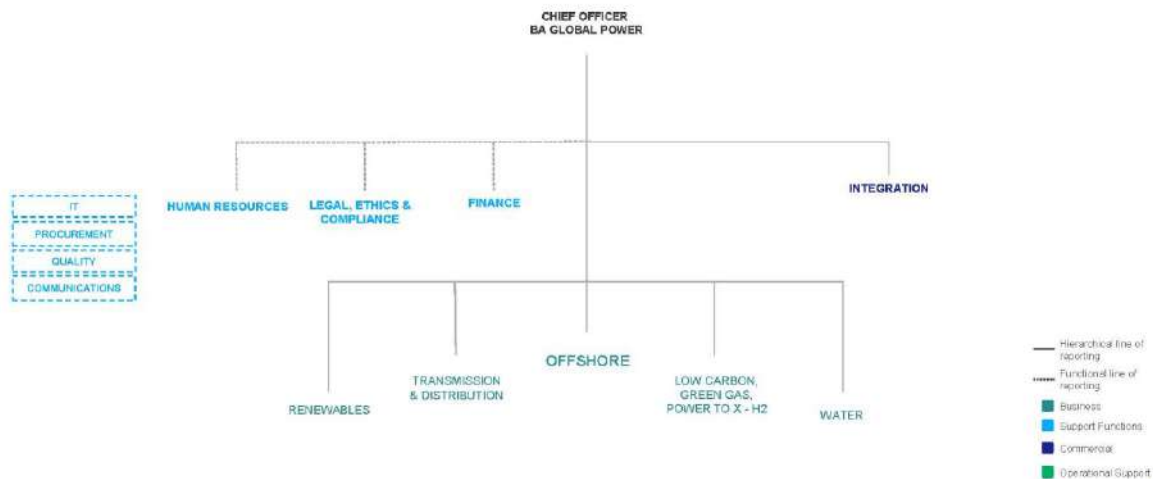 CHIEF OFFICER
BA GLOBAL POWER
INTEGRATION
HUMAN RESOURCES
LEGAL, ETHICS &
COMPLIANCE
FINANCE
IT
PROCUREMENT
QUALITY
COMMUNICATIONS
OFFSHORE
TRANSMISSION
& DISTRIBUTION
LOW CARBON,
GREEN GAS,
POWER TO X - H2
RENEWABLES
WATER
Hierarchical line of
reporting
Functional line of
reporting
Business
Support Functions
Commercial
Operational Support